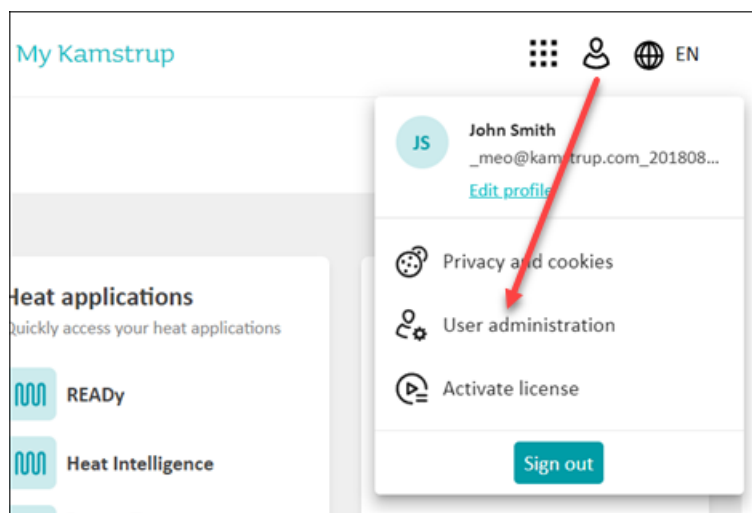 My Kamstrup
EN
JS
John Smith
_meo@kamstrup.com_201808...
Edit profile
Privacy and cookies
User administration
Activate license
Sign out
Heat applications
Quickly access your heat applications
READy
Heat Intelligence